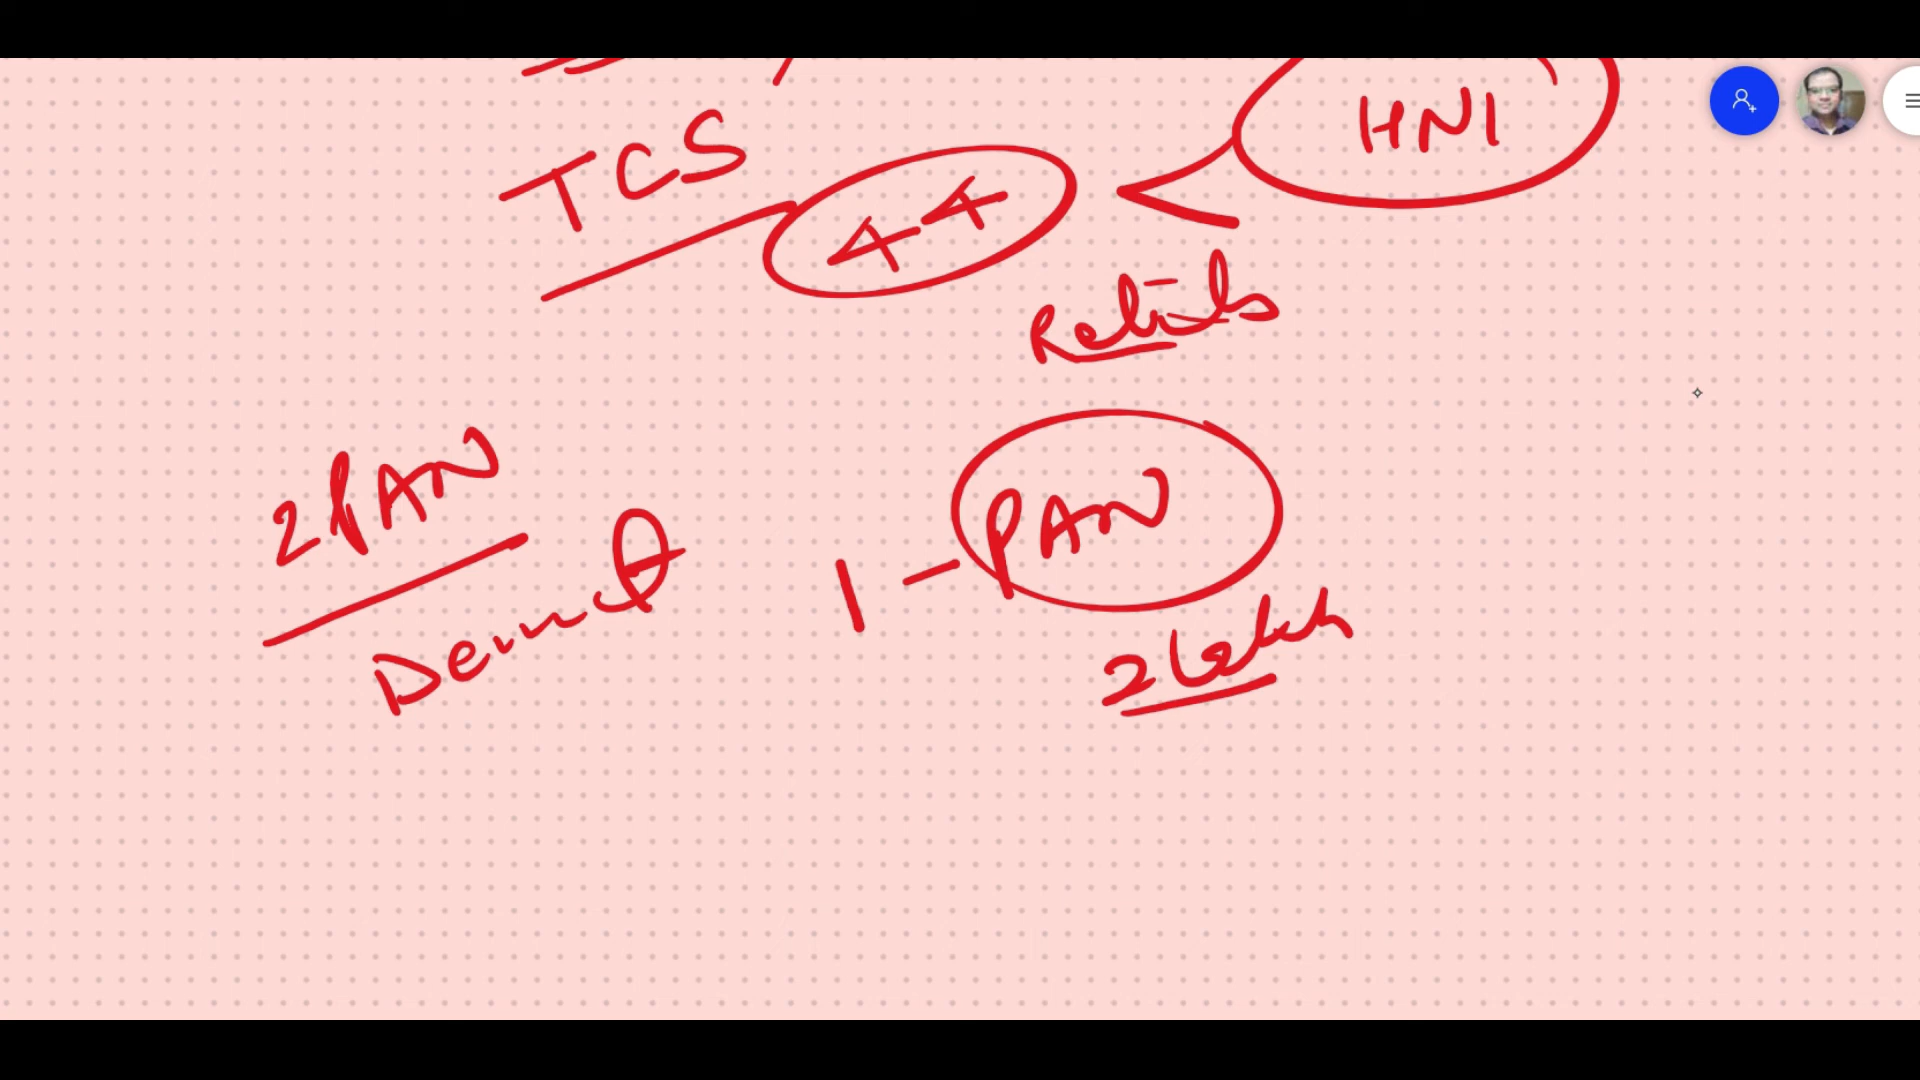 HNI
TCS 44
Retails
2 PAN
1 - PAN
Demat
2 Lakh